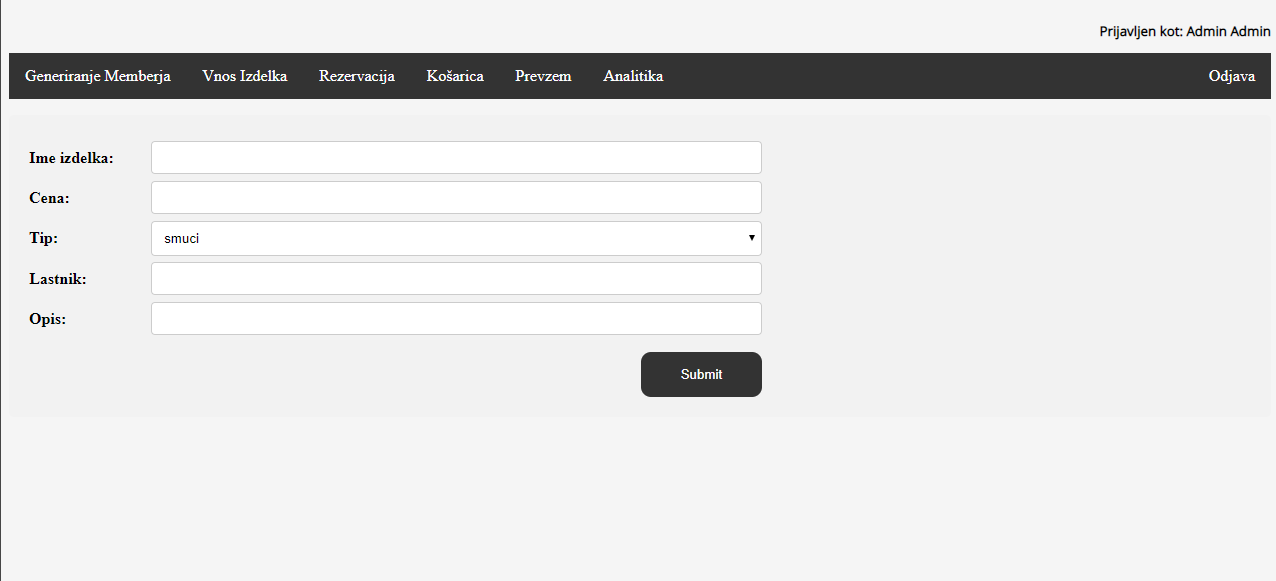 Prijavljen kot: Admin Admin
Generiranje Memberja Vnos Izdelka Rezervacija Košarica Prevzem Analitika Odjava
Ime izdelka:
Cena:
Tip: smuci
Lastnik:
Opis:
Submit